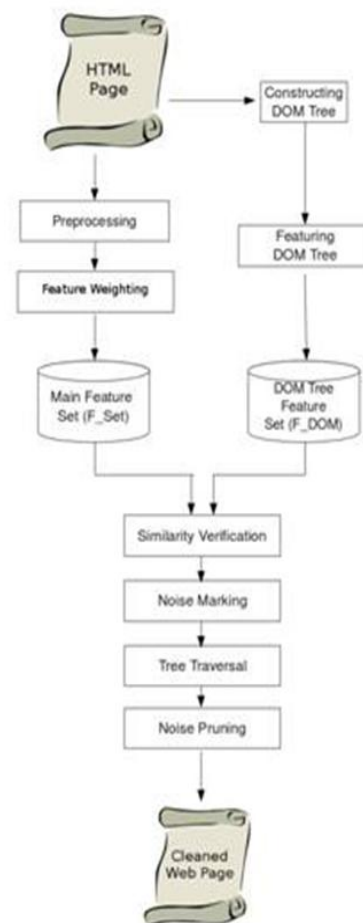 HTML
Page
Constructing
DOM Tree
Preprocessing
Featuring
DOM Tree
Feature Weighting
Main Feature
Set (F_Set)
DOM Tree
Feature
Set (F_DOM)
Similarity Verification
Noise Marking
Tree Traversal
Noise Pruning
Cleaned
Web Page